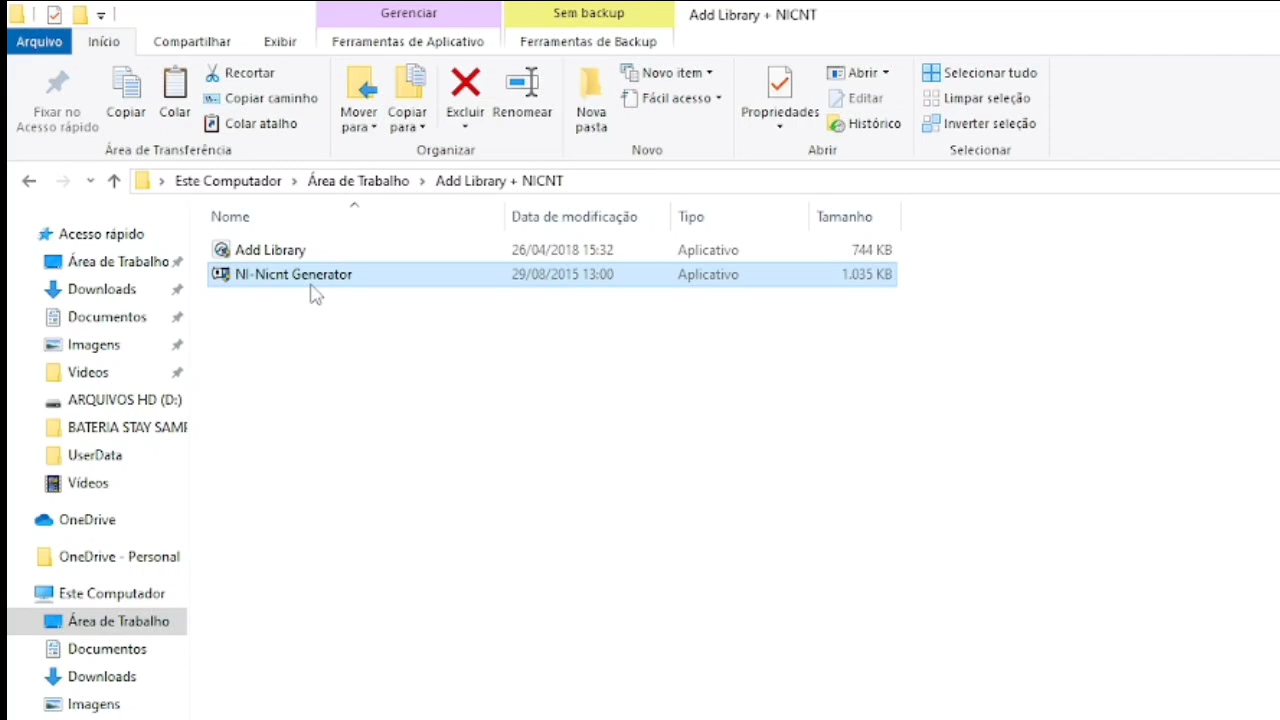 Gerenciar
Sem backup
Add Library + NICNT
Arquivo
Início
Compartilhar
Exibir
Ferramentas de Aplicativo
Ferramentas de Backup
Fixar no
Acesso rápido
Copiar
Colar
Recortar
Copiar caminho
Colar atalho
Área de Transferência
Mover
para
Copiar
para
Excluir
Renomear
Organizar
Nova
pasta
Novo item
Fácil acesso
Novo
Propriedades
Abrir
Editar
Histórico
Abrir
Selecionar tudo
Limpar seleção
Inverter seleção
Selecionar
Este Computador > Área de Trabalho > Add Library + NICNT
Nome Data de modificação Tipo Tamanho
Add Library 26/04/2018 15:32 Aplicativo 744 KB
NI-Nicnt Generator 29/08/2015 13:00 Aplicativo 1.035 KB
Acesso rápido
Área de Trabalho
Downloads
Documentos
Imagens
Videos
ARQUIVOS HD (D:)
BATERIA STAY SAMP
UserData
Vídeos
OneDrive
OneDrive - Personal
Este Computador
Área de Trabalho
Documentos
Downloads
Imagens